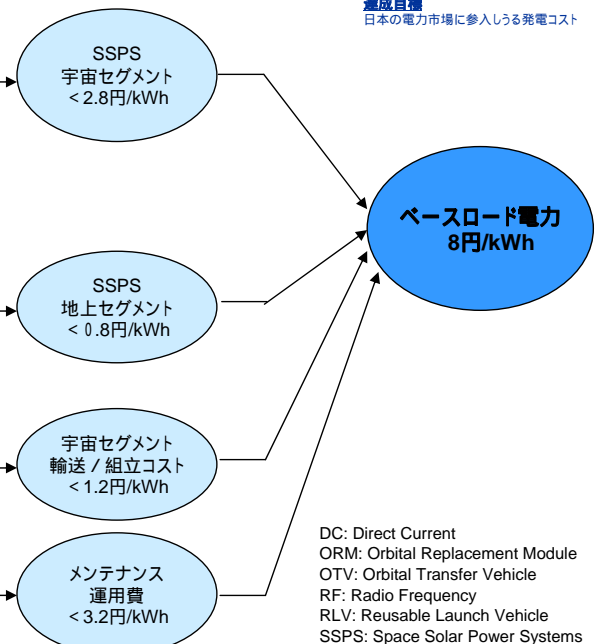 達成目標
日本の電力市場に参入しうる発電コスト
SSPS
宇宙セグメント
<2.8円/kWh
ベースロード電力
8円/kWh
SSPS
地上セグメント
<0.8円/kWh
宇宙セグメント
輸送/組立コスト
<1.2円/kWh
メンテナンス
運用費
<3.2円/kWh
DC: Direct Current
ORM: Orbital Replacement Module
OTV: Orbital Transfer Vehicle
RF: Radio Frequency
RLV: Reusable Launch Vehicle
SSPS: Space Solar Power Systems